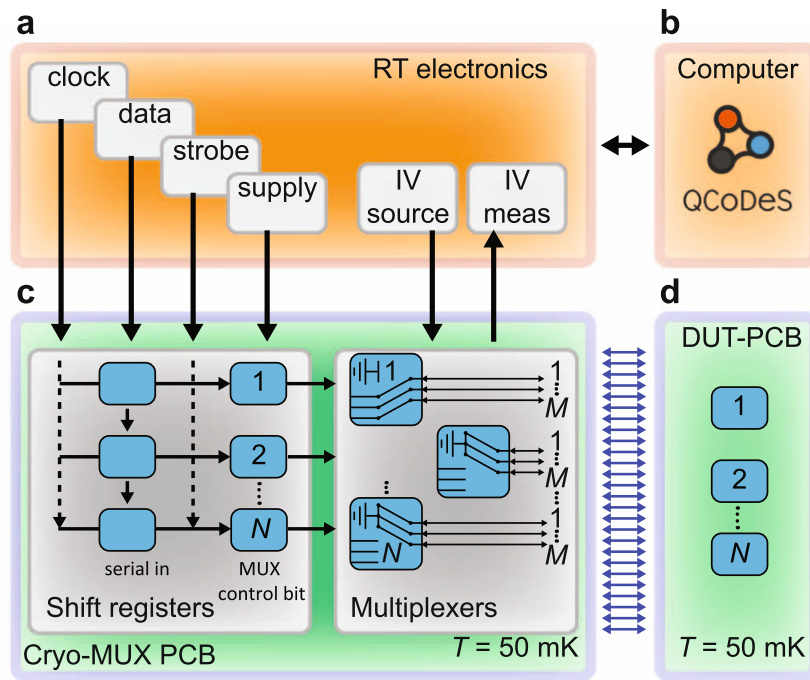 a
RT electronics
clock
data
strobe
supply
IV
source
IV
meas
b
Computer
QCoDeS
c
1
2
N
serial in
MUX
control bit
Shift registers
1
1
M
1
M
N
1
M
Multiplexers
Cryo-MUX PCB
T = 50 mK
d
DUT-PCB
1
2
N
T = 50 mK